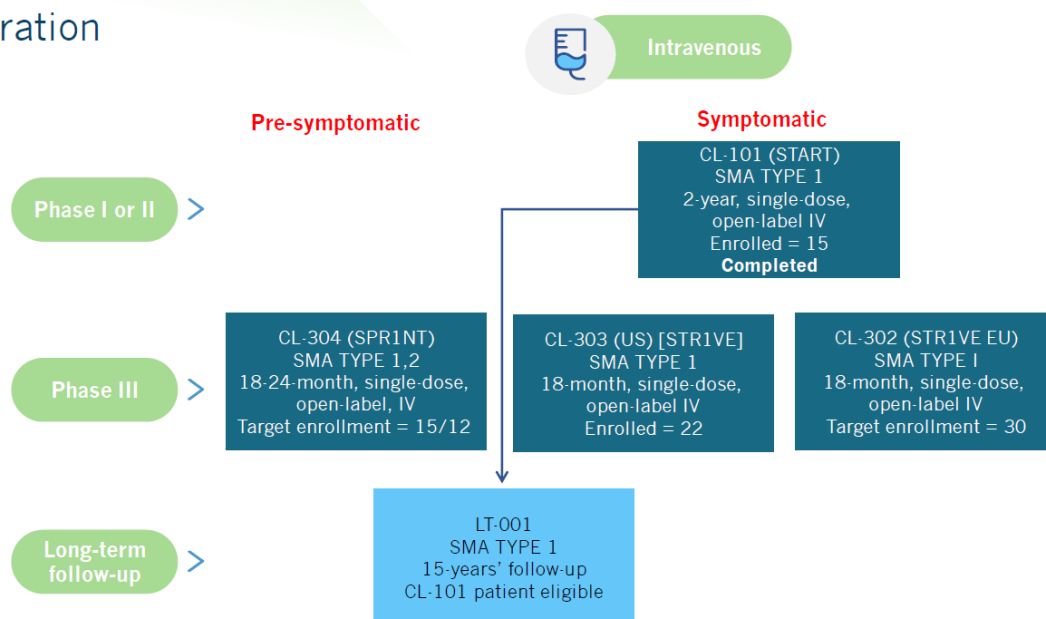 ration
Intravenous
Pre-symptomatic
Symptomatic
Phase I or II
CL-101 (START)
SMA TYPE 1
2-year, single-dose,
open-label IV
Enrolled = 15
Completed
Phase III
CL-304 (SPR1NT)
SMA TYPE 1,2
18-24-month, single-dose,
open-label, IV
Target enrollment = 15/12
CL-303 (US) [STR1VE]
SMA TYPE 1
18-month, single-dose,
open-label IV
Enrolled = 22
CL-302 (STR1VE EU)
SMA TYPE I
18-month, single-dose,
open-label IV
Target enrollment = 30
Long-term
follow-up
LT-001
SMA TYPE 1
15-years’ follow-up
CL-101 patient eligible